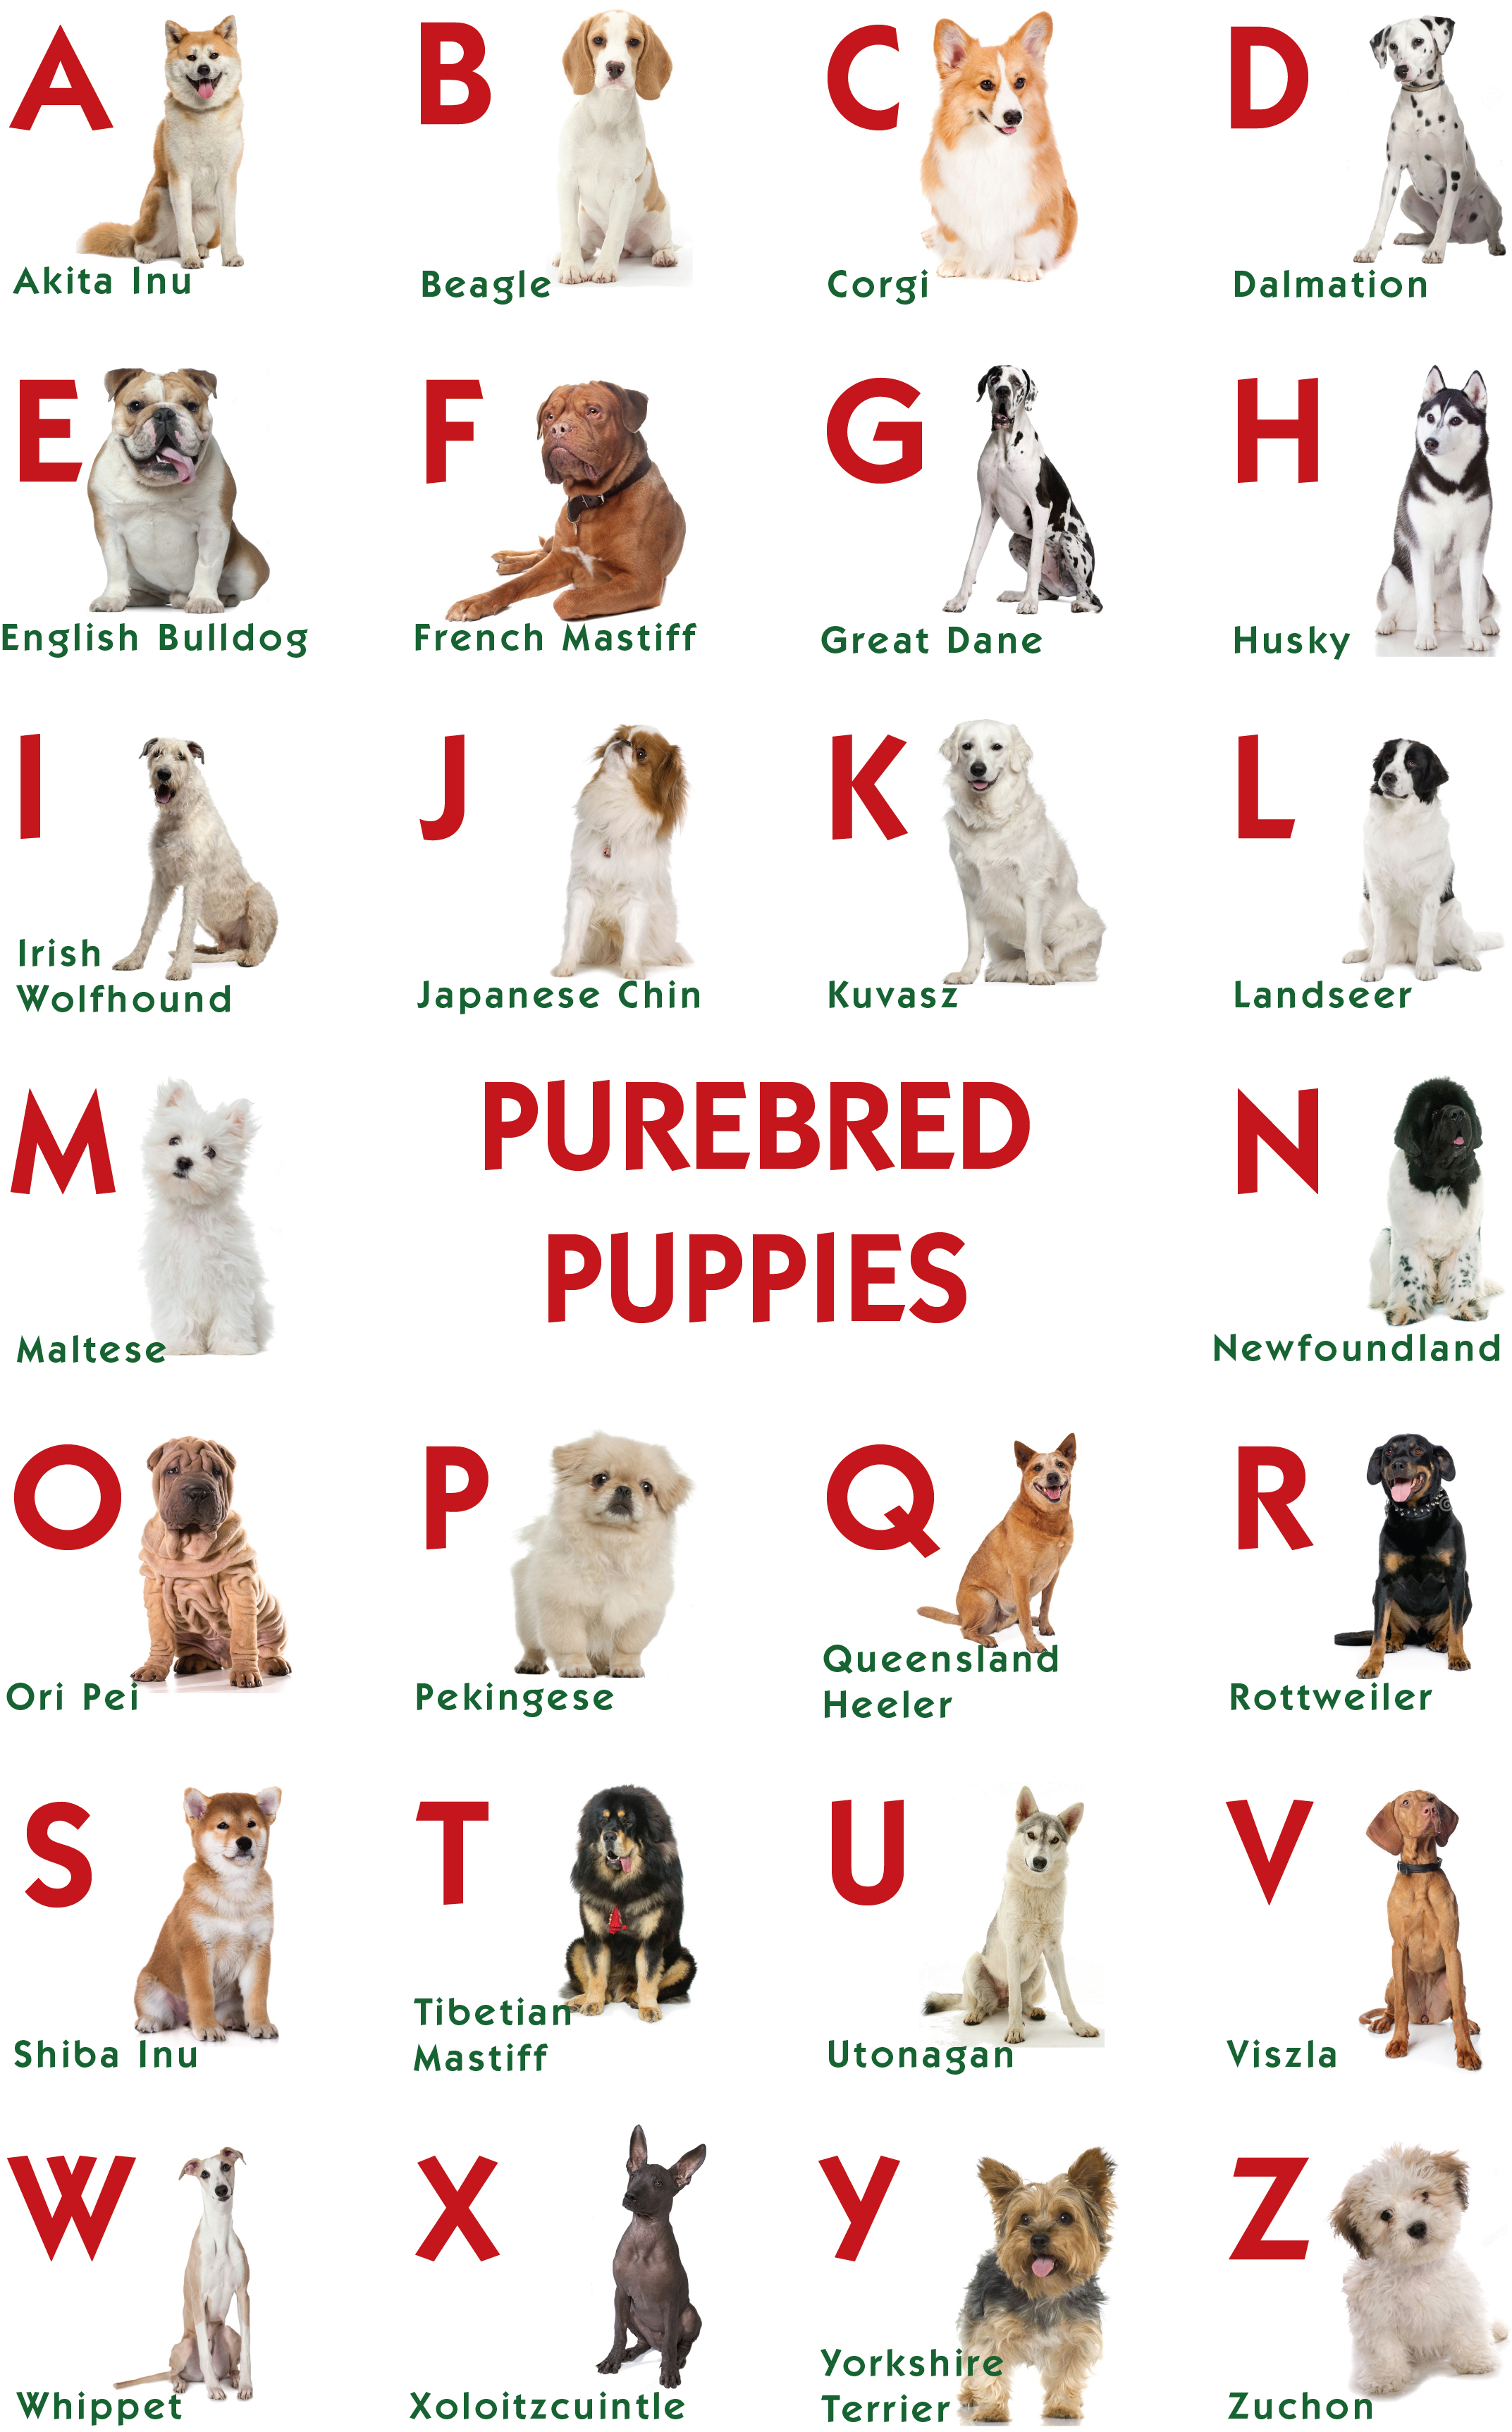 A
Akita Inu
B
Beagle
C
Corgi
D
Dalmation
E
English Bulldog
F
French Mastiff
G
Great Dane
H
Husky
I
Irish
Wolfhound
J
Japanese Chin
K
Kuvasz
L
Landseer
M
Maltese
PUREBRED
PUPPIES
N
Newfoundland
O
Ori Pei
P
Pekingese
Q
Queensland
Heeler
R
Rottweiler
S
Shiba Inu
T
Tibetian
Mastiff
U
Utonagan
V
Viszla
W
Whippet
X
Xoloitzcuintle
Y
Yorkshire
Terrier
Z
Zuchon